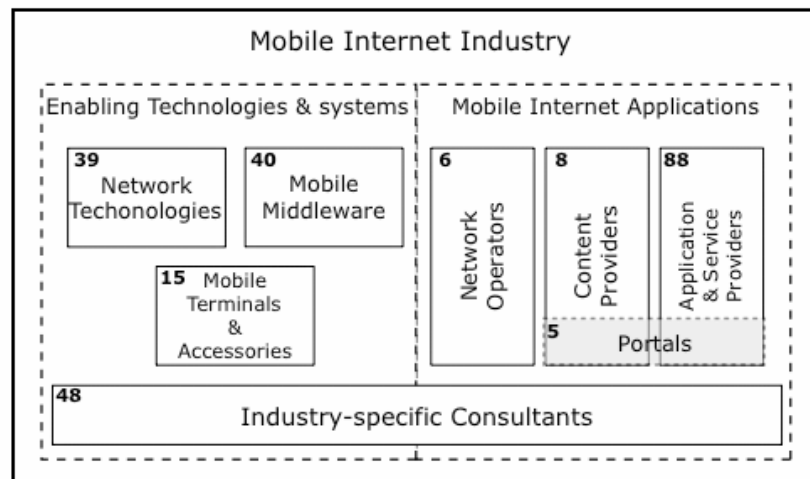 Mobile Internet Industry
Enabling Technologies & systems
Mobile Internet Applications
39
Network
Techonologies
40
Mobile
Middleware
15
Mobile
Terminals
&
Accessories
6
Network
Operators
8
Content
Providers
88
Application
& Service
Providers
5
Portals
48
Industry-specific Consultants